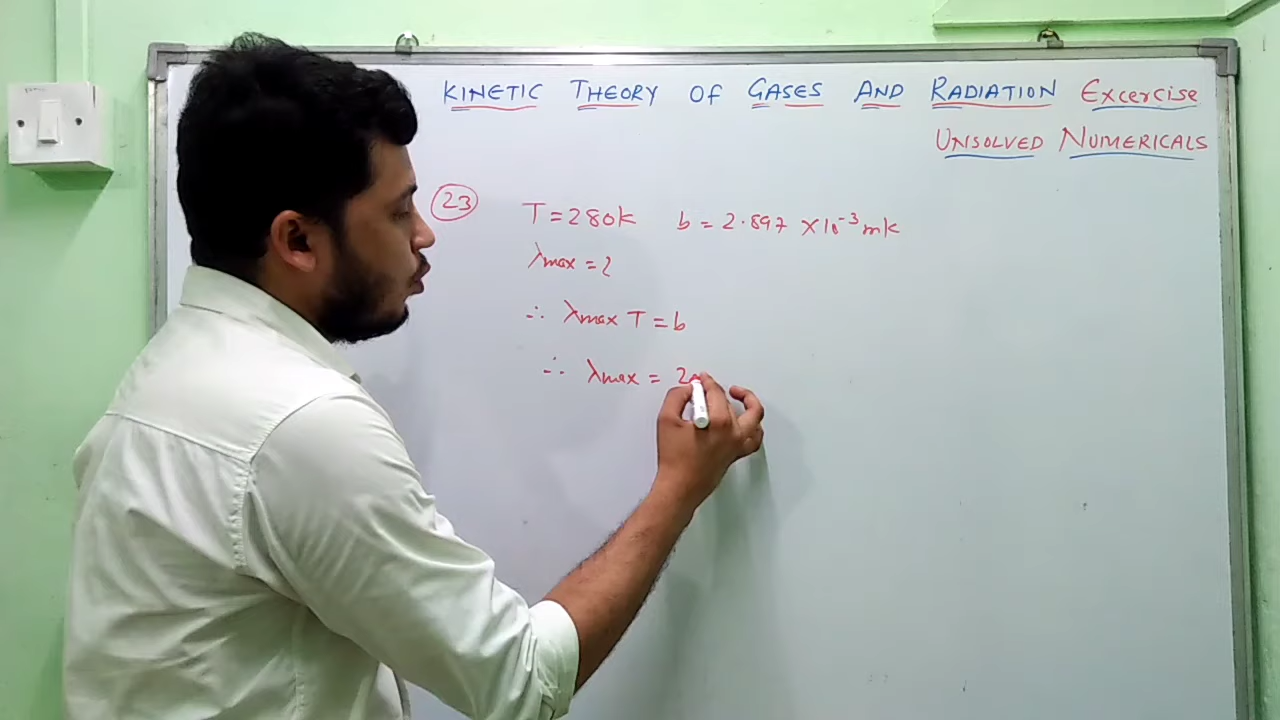 KINETIC THEORY OF GASES AND RADIATION Excercise
UNSOLVED NUMERICALS
23
T = 280K b = 2.897 × 10⁻³ mK
λmax = ?
∴ λmax T = b
∴ λmax = 2